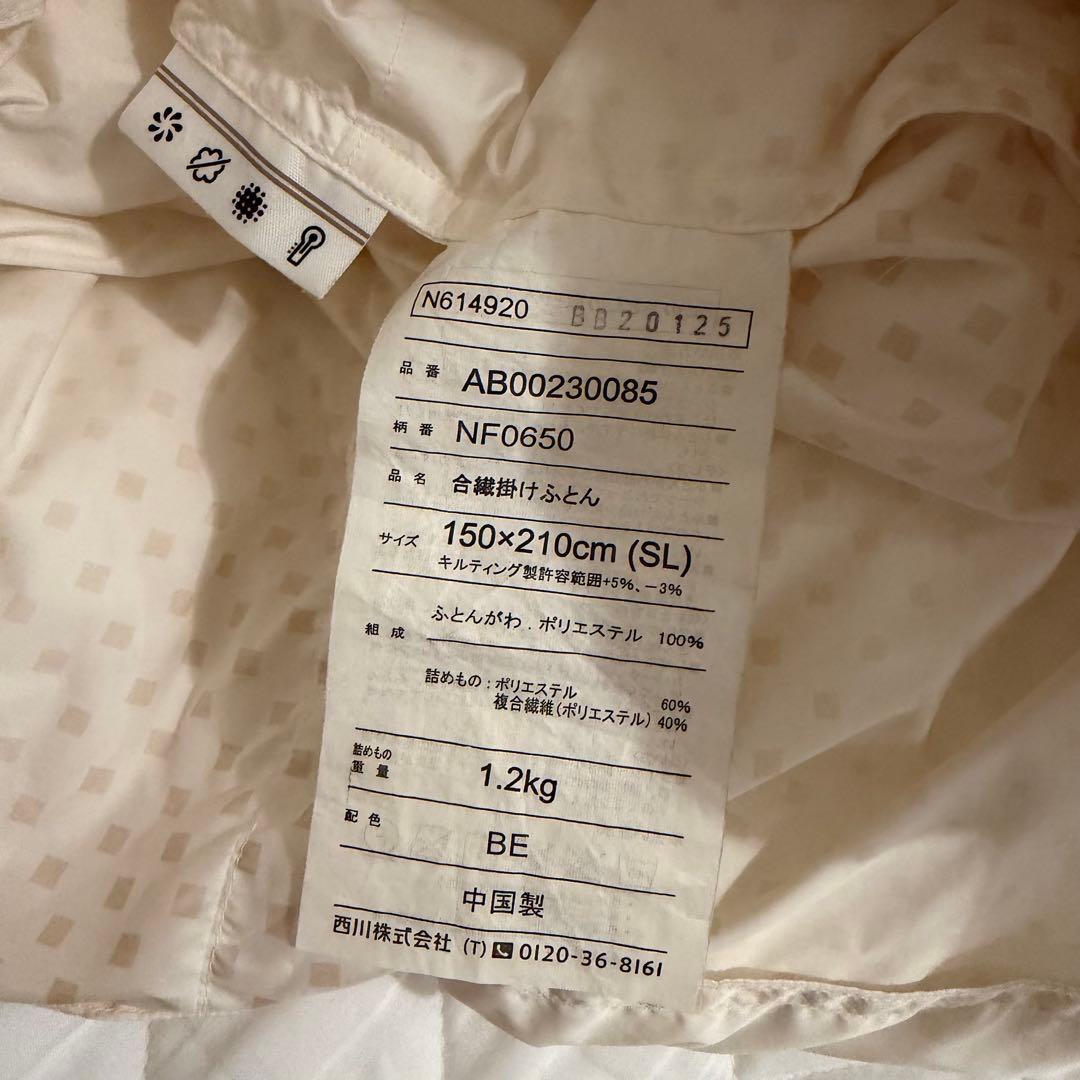 N614920 BB20125
品番 AB00230085
柄番 NF0650
品名 合繊掛けふとん
サイズ 150×210cm (SL)
キルティング製許容範囲+5%、-3%
組成 ふとんがわ . ポリエステル 100%
詰めもの : ポリエステル 60%
複合繊維(ポリエステル) 40%
詰めもの
重量 1.2kg
配色 BE
中国製
西川株式会社 (T) 0120-36-8161